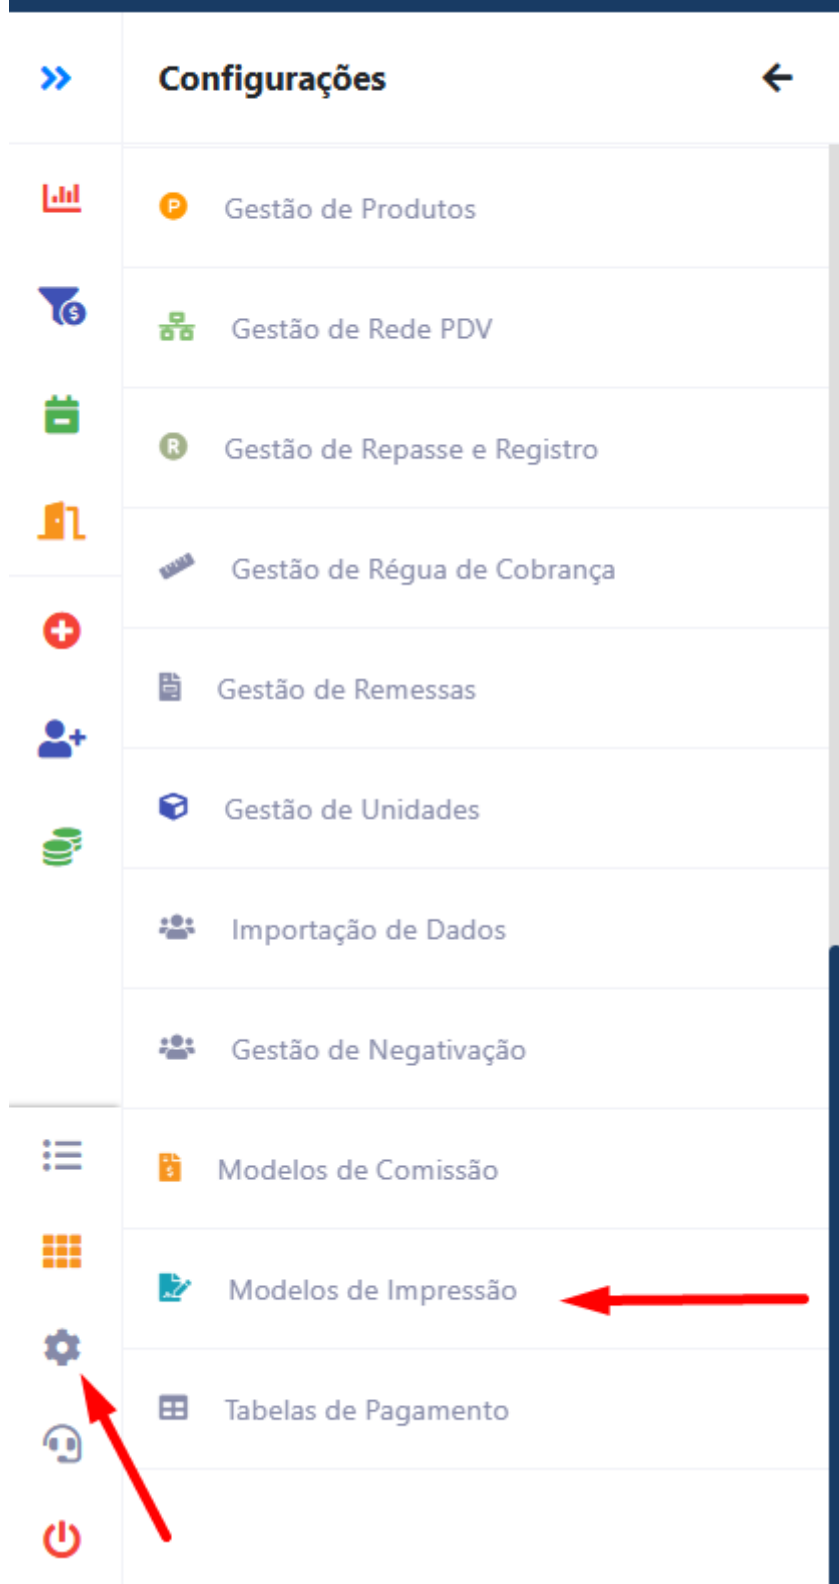 Configurações
Gestão de Produtos
Gestão de Rede PDV
Gestão de Repasse e Registro
Gestão de Régua de Cobrança
Gestão de Remessas
Gestão de Unidades
Importação de Dados
Gestão de Negativação
Modelos de Comissão
Modelos de Impressão
Tabelas de Pagamento